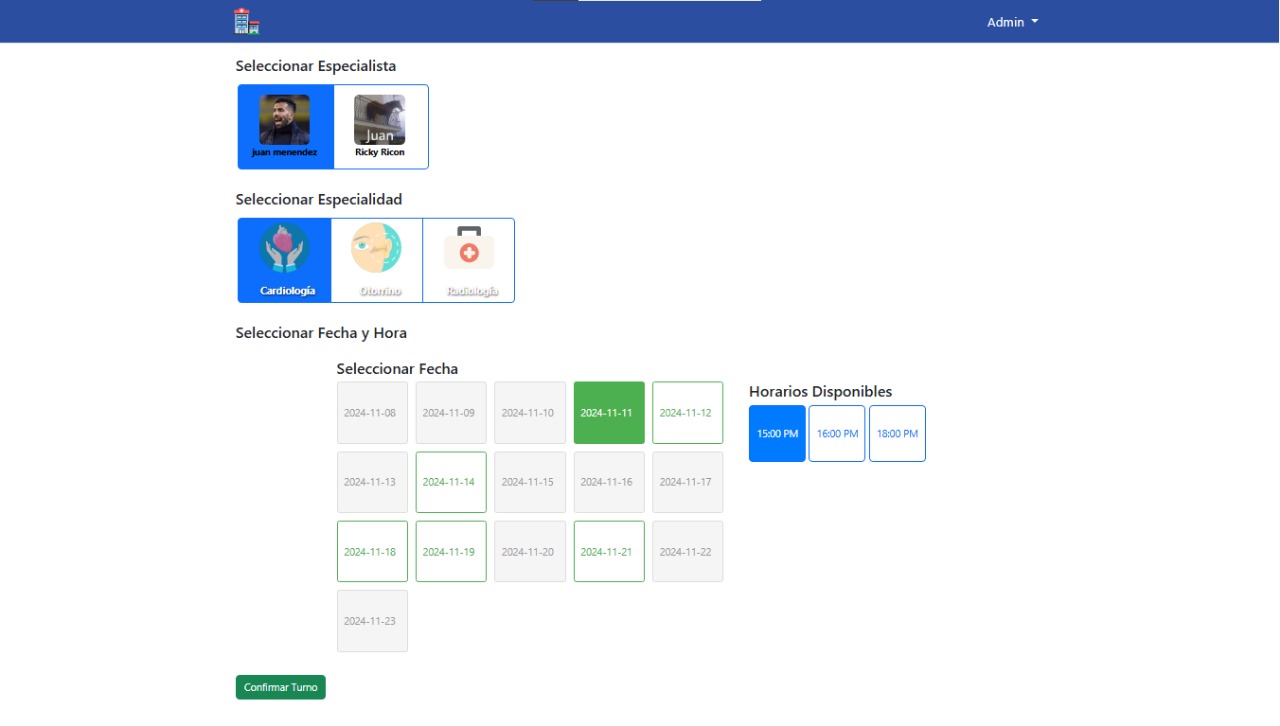 Admin
Seleccionar Especialista
Juan
juan menendez Ricky Ricon
Seleccionar Especialidad
Cardiología Otorrino Radiología
Seleccionar Fecha y Hora
Seleccionar Fecha
2024-11-08 2024-11-09 2024-11-10 2024-11-11 2024-11-12
2024-11-13 2024-11-14 2024-11-15 2024-11-16 2024-11-17
2024-11-18 2024-11-19 2024-11-20 2024-11-21 2024-11-22
2024-11-23
Horarios Disponibles
15:00 PM 16:00 PM 18:00 PM
Confirmar Turno